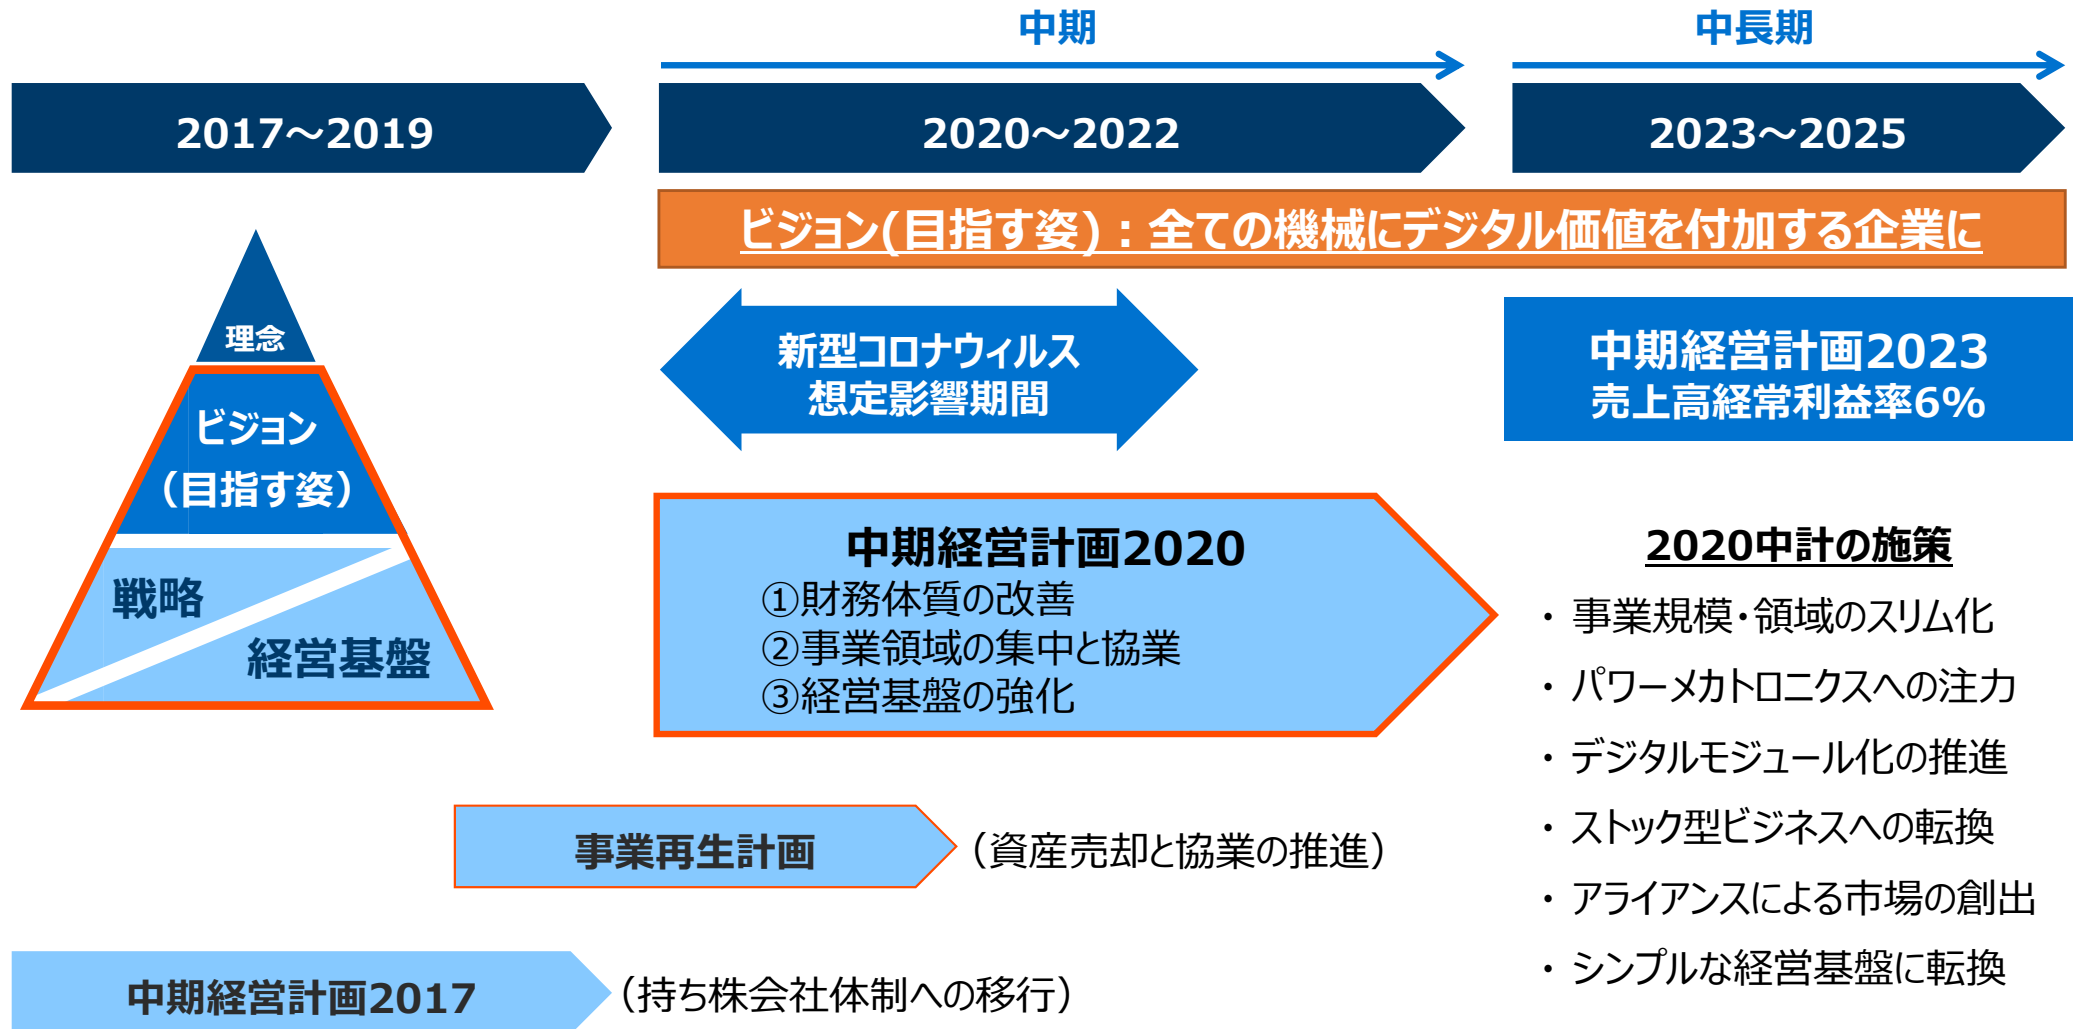 中期
中長期
2017～2019
2020～2022
2023～2025
ビジョン(目指す姿)：全ての機械にデジタル価値を付加する企業に
理念
ビジョン
（目指す姿）
戦略
経営基盤
新型コロナウィルス
想定影響期間
中期経営計画2023
売上高経常利益率6%
中期経営計画2020
①財務体質の改善
②事業領域の集中と協業
③経営基盤の強化
2020中計の施策
・ 事業規模・領域のスリム化
・ パワーメカトロニクスへの注力
・ デジタルモジュール化の推進
・ ストック型ビジネスへの転換
・ アライアンスによる市場の創出
・ シンプルな経営基盤に転換
事業再生計画
（資産売却と協業の推進）
中期経営計画2017
（持ち株会社体制への移行）